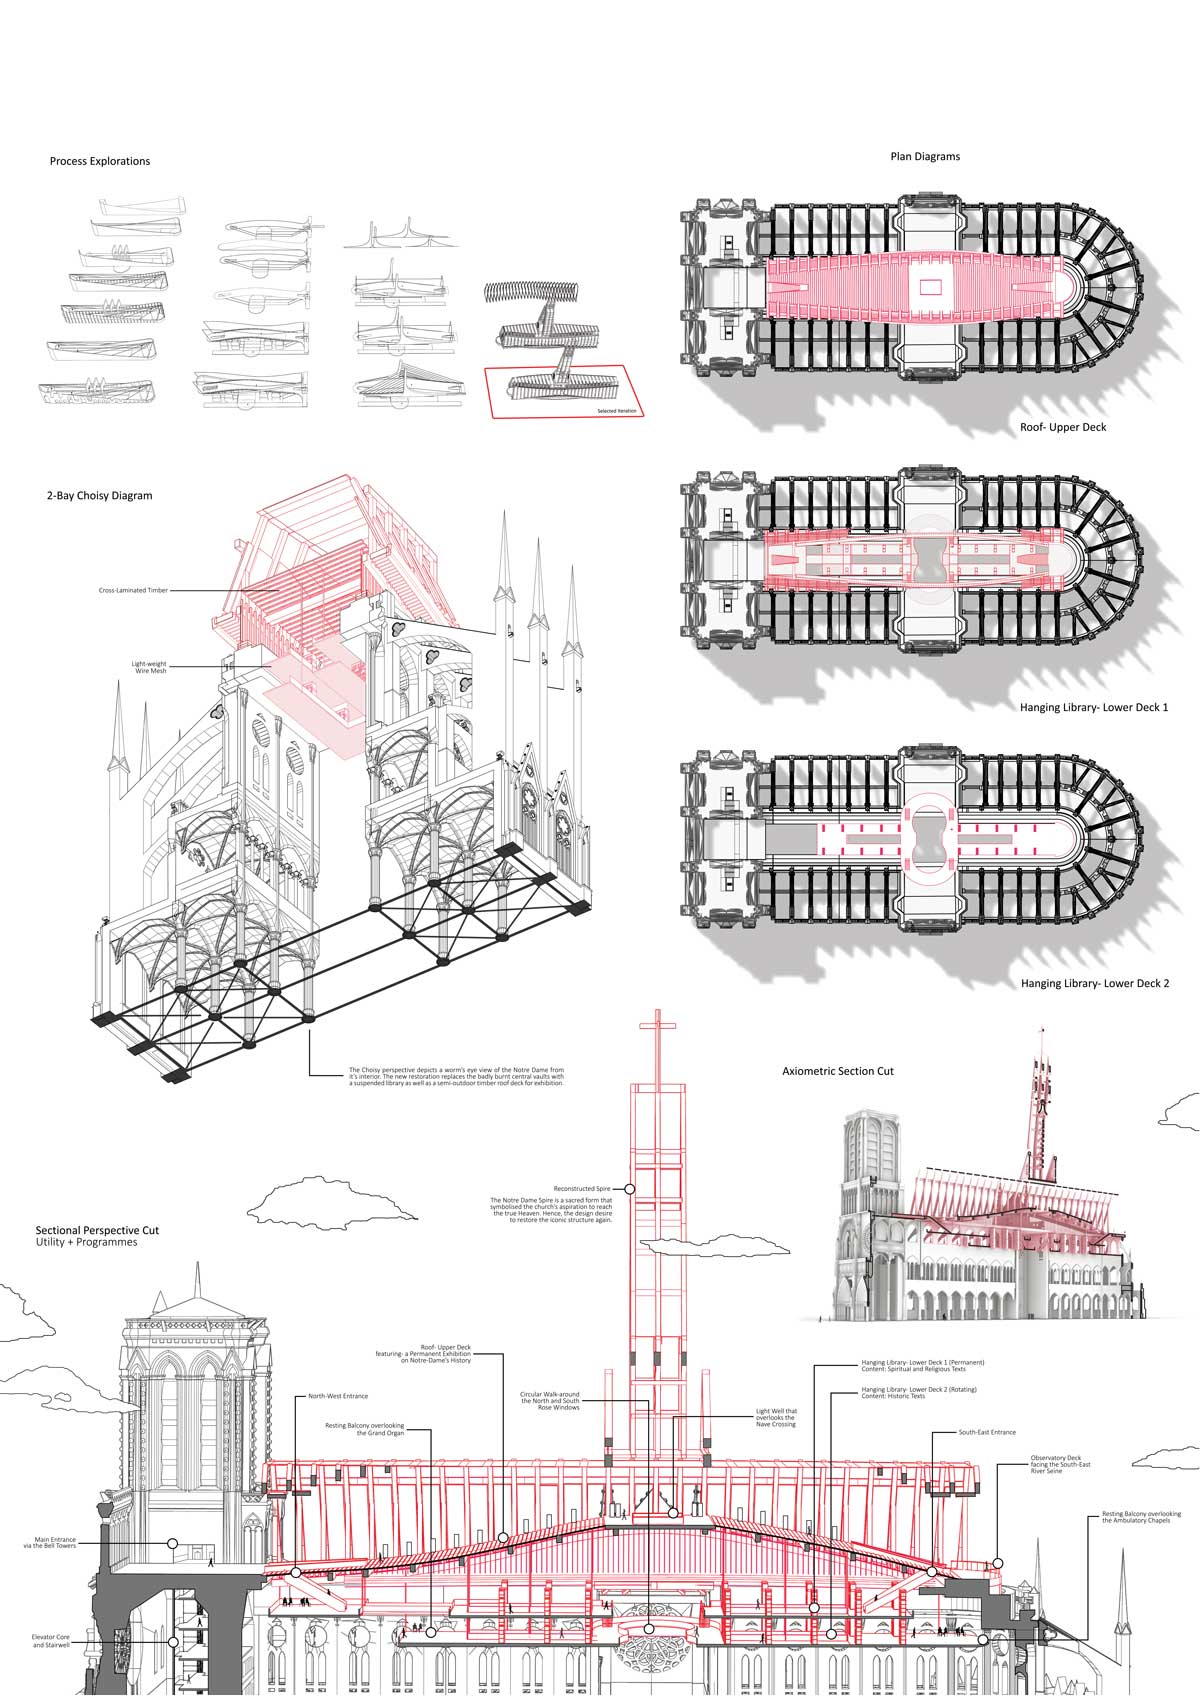 Process Explorations
Plan Diagrams
Selected Iteration
Roof- Upper Deck
2-Bay Choisy Diagram
Cross-Laminated Timber
Light-weight
Wire Mesh
Hanging Library- Lower Deck 1
Hanging Library- Lower Deck 2
The Choisy perspective depicts a worm's eye view of the Notre Dame from
it's interior. The new restoration replaces the badly burnt central vaults with
a suspended library as well as a semi-outdoor timber roof deck for exhibition.
Axiometric Section Cut
Reconstructed Spire
The Notre Dame Spire is a sacred form that
symbolised the church's aspiration to reach
the true Heaven. Hence, the design desire
to restore the iconic structure again.
Sectional Perspective Cut
Utility + Programmes
Roof- Upper Deck
featuring- a Permanent Exhibition
on Notre-Dame's History
Hanging Library- Lower Deck 1 (Permanent)
Content: Spiritual and Religious Texts
Hanging Library- Lower Deck 2 (Rotating)
Content: Historic Texts
North-West Entrance
Circular Walk-around
the North and South
Rose Windows
Light Well that
overlooks the
Nave Crossing
Resting Balcony overlooking
the Grand Organ
South-East Entrance
Observatory Deck
facing the South-East
River Seine
Resting Balcony overlooking
the Ambulatory Chapels
Main Entrance
via the Bell Towers
Elevator Core
and Stairwell